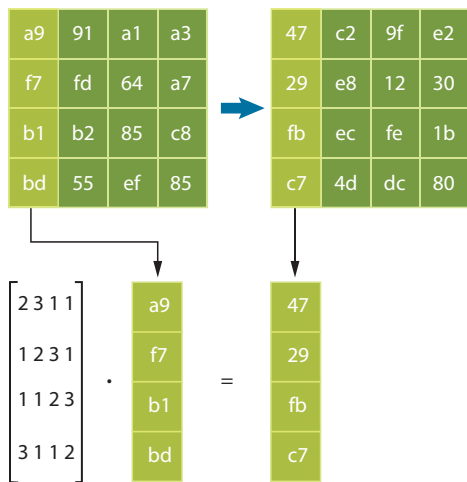 a9 91 a1 a3
f7 fd 64 a7
b1 b2 85 c8
bd 55 ef 85
47 c2 9f e2
29 e8 12 30
fb ec fe 1b
c7 4d dc 80
2 3 1 1
1 2 3 1
1 1 2 3
3 1 1 2
·
a9
f7
b1
bd
=
47
29
fb
c7